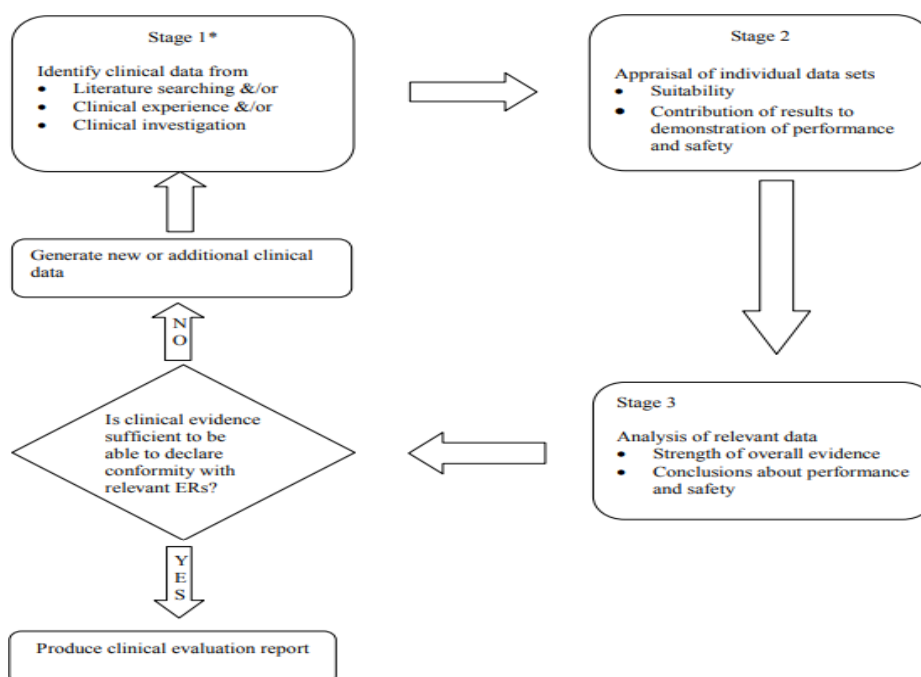 Stage 1*
Identify clinical data from
• Literature searching &/or
• Clinical experience &/or
• Clinical investigation
Stage 2
Appraisal of individual data sets
• Suitability
• Contribution of results to
demonstration of performance
and safety
Generate new or additional clinical
data
N
O
Is clinical evidence
sufficient to be
able to declare
conformity with
relevant ERs?
Stage 3
Analysis of relevant data
• Strength of overall evidence
• Conclusions about performance
and safety
Y
E
S
Produce clinical evaluation report